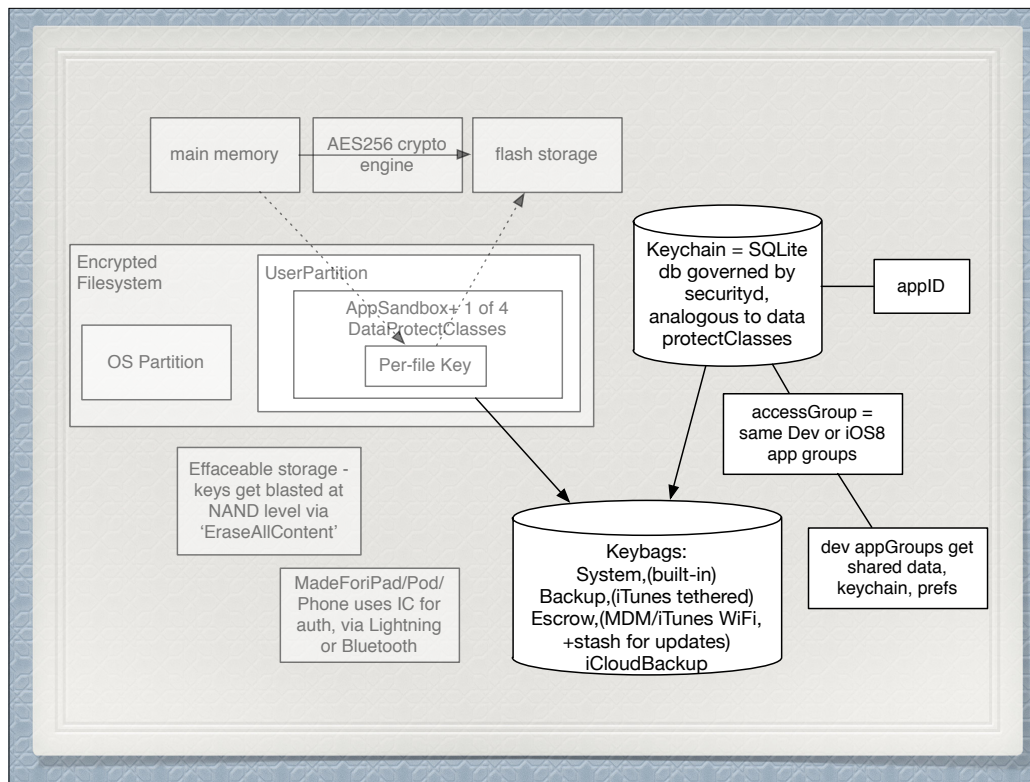 main memory
AES256 crypto
engine
flash storage
Encrypted
Filesystem
UserPartition
AppSandbox+ 1 of 4
DataProtectClasses
Per-file Key
OS Partition
Keychain = SQLite
db governed by
securityd,
analogous to data
protectClasses
appID
accessGroup =
same Dev or iOS8
app groups
Effaceable storage -
keys get blasted at
NAND level via
‘EraseAllContent’
dev appGroups get
shared data,
keychain, prefs
MadeForiPad/Pod/
Phone uses IC for
auth, via Lightning
or Bluetooth
Keybags:
System,(built-in)
Backup,(iTunes tethered)
Escrow,(MDM/iTunes WiFi,
+stash for updates)
iCloudBackup